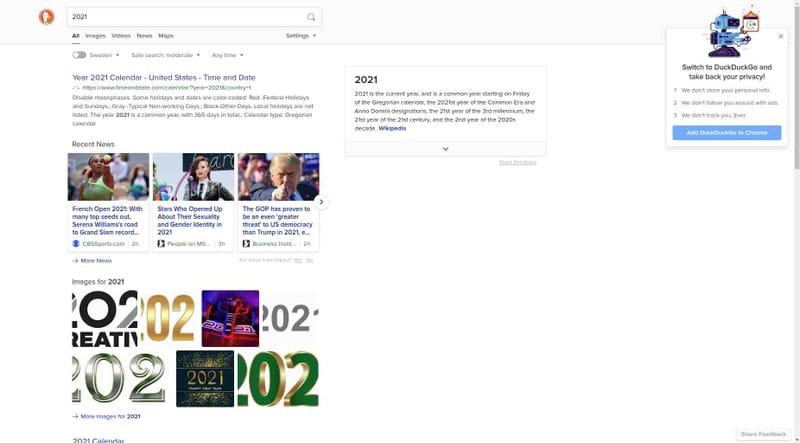 2021
All Images Videos News Maps Settings
Sweden Safe search: moderate Any time
Year 2021 Calendar - United States - Time and Date
https://www.timeanddate.com/calendar/?year=2021&country=1
Disable moonphases. Some holidays and dates are color-coded: Red -Federal Holidays
and Sundays.; Gray -Typical Non-working Days.; Black-Other Days. Local holidays are not
listed. The year 2021 is a common year, with 365 days in total.; Calendar type: Gregorian
calendar
Recent News
French Open 2021: With
many top seeds out,
Serena Williams's road
to Grand Slam record...
CBSSports.com 2h
Stars Who Opened Up
About Their Sexuality
and Gender Identity in
2021
People on MS... 3h
The GOP has proven to
be an even 'greater
threat' to US democracy
than Trump in 2021, e...
Business Insid... 2h
More News
Are these links helpful? Yes No
Images for 2021
202
CREATIV
202
2021
2021
202
2021
HAPPY NEW YEAR
2021
More Images for 2021
2021 Calendar
2021
2021 is the current year, and is a common year starting on Friday
of the Gregorian calendar, the 2021st year of the Common Era and
Anno Domini designations, the 21st year of the 3rd millennium, the
21st year of the 21st century, and the 2nd year of the 2020s
decade. Wikipedia
Share Feedback
Switch to DuckDuckGo and
take back your privacy!
1 We don't store your personal info.
2 We don't follow you around with ads.
3 We don't track you. Ever.
Add DuckDuckGo to Chrome
Share Feedback